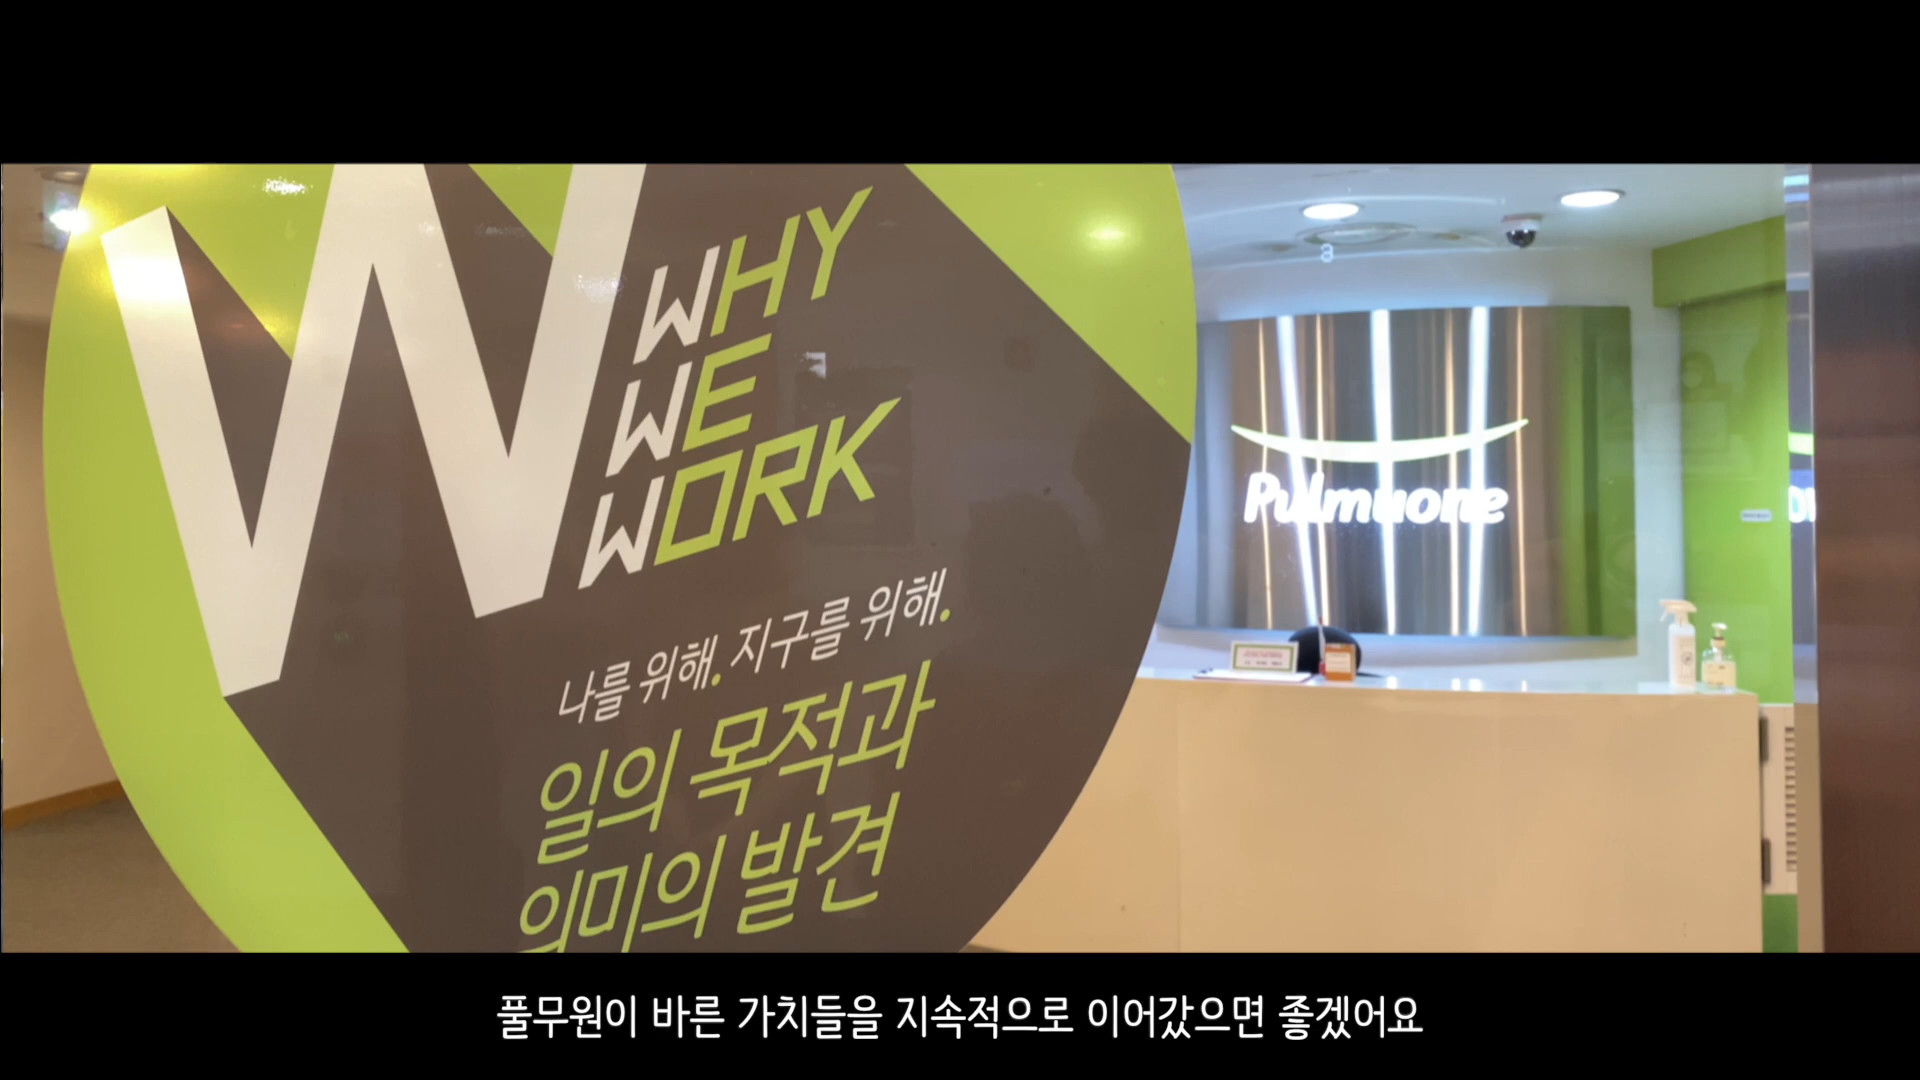 W
WHY
WE
WORK
나를 위해. 지구를 위해.
일의 목적과
의미의 발견
Pulmuone
풀무원이 바른 가치들을 지속적으로 이어갔으면 좋겠어요